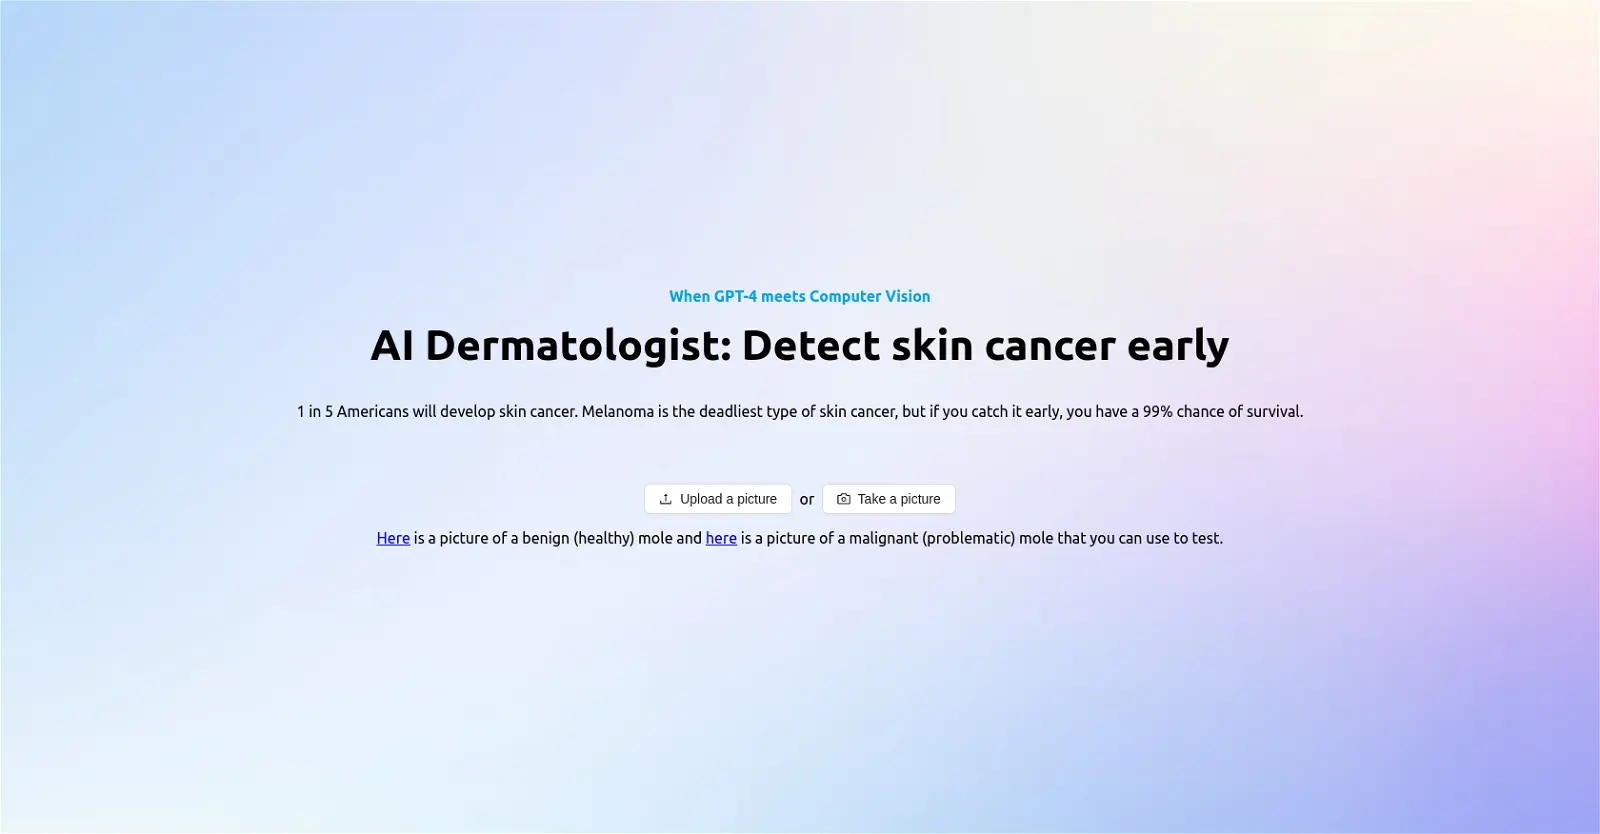 When GPT-4 meets Computer Vision
AI Dermatologist: Detect skin cancer early
1 in 5 Americans will develop skin cancer. Melanoma is the deadliest type of skin cancer, but if you catch it early, you have a 99% chance of survival.
Upload a picture or Take a picture
Here is a picture of a benign (healthy) mole and here is a picture of a malignant (problematic) mole that you can use to test.